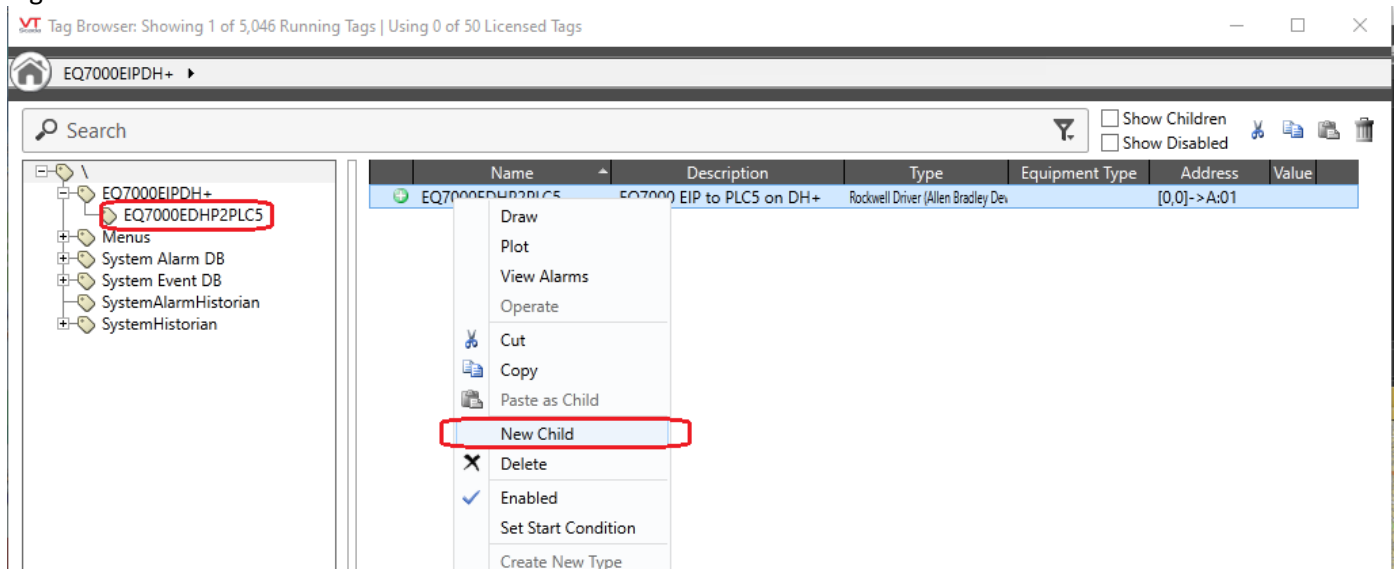 VT Scada Tag Browser: Showing 1 of 5,046 Running Tags | Using 0 of 50 Licensed Tags
EQ7000EIPDH+
Search
Show Children
Show Disabled
\
EQ7000EIPDH+
EQ7000EDHP2PLC5
Menus
System Alarm DB
System Event DB
SystemAlarmHistorian
SystemHistorian
Name Description Type Equipment Type Address Value
EQ7000EDHP2PLC5 EQ7000 EIP to PLC5 on DH+ Rockwell Driver (Allen Bradley Dev [0,0]->A:01
Draw
Plot
View Alarms
Operate
Cut
Copy
Paste as Child
New Child
Delete
Enabled
Set Start Condition
Create New Type